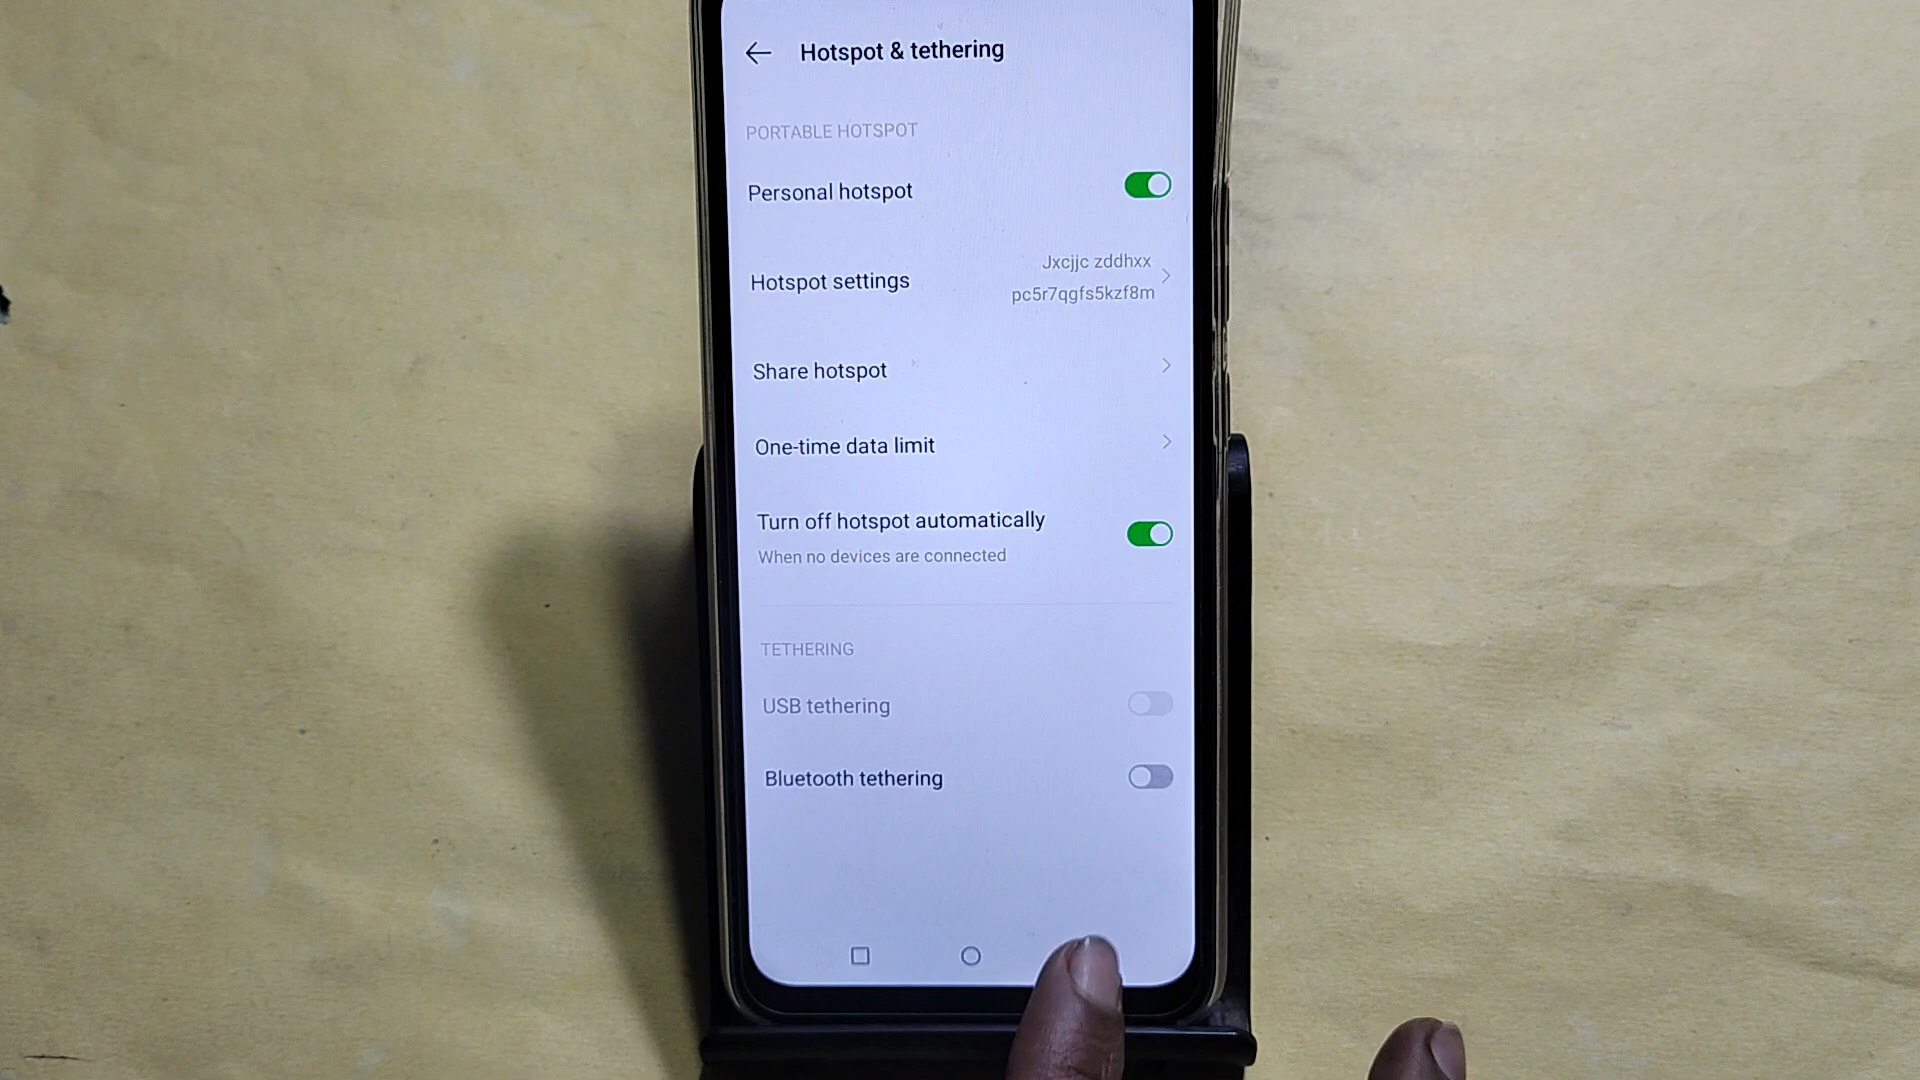 Hotspot & tethering
PORTABLE HOTSPOT
Personal hotspot
Hotspot settings
Jxcjjc zddhxx
pc5r7qgfs5kzf8m
Share hotspot
One-time data limit
Turn off hotspot automatically
When no devices are connected
TETHERING
USB tethering
Bluetooth tethering